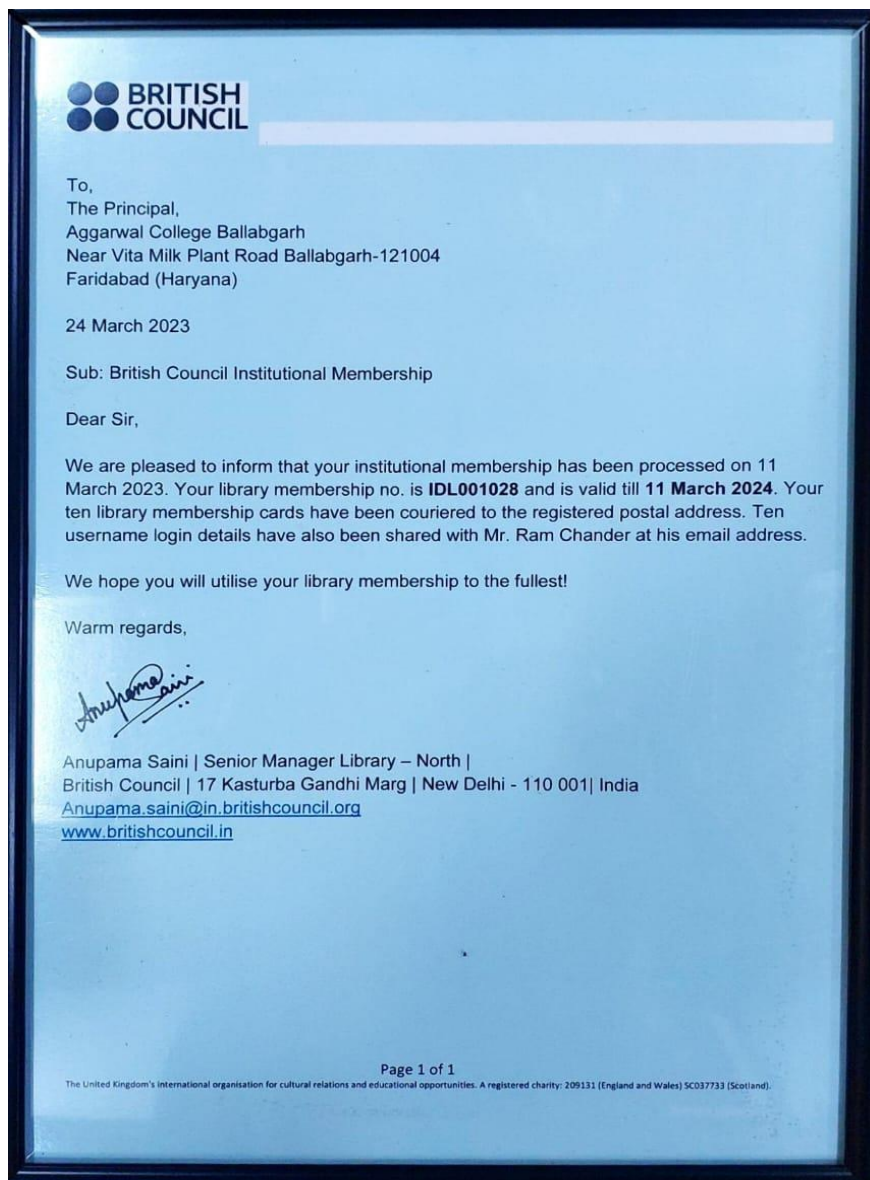 BRITISH
COUNCIL
To,
The Principal,
Aggarwal College Ballabgarh
Near Vita Milk Plant Road Ballabgarh-121004
Faridabad (Haryana)
24 March 2023
Sub: British Council Institutional Membership
Dear Sir,
We are pleased to inform that your institutional membership has been processed on 11
March 2023. Your library membership no. is IDL001028 and is valid till 11 March 2024. Your
ten library membership cards have been couriered to the registered postal address. Ten
username login details have also been shared with Mr. Ram Chander at his email address.
We hope you will utilise your library membership to the fullest!
Warm regards,
Anupama Saini
Anupama Saini | Senior Manager Library – North |
British Council | 17 Kasturba Gandhi Marg | New Delhi - 110 001| India
Anupama.saini@in.britishcouncil.org
www.britishcouncil.in
Page 1 of 1
The United Kingdom's international organisation for cultural relations and educational opportunities. A registered charity: 209131 (England and Wales) SC037733 (Scotland).